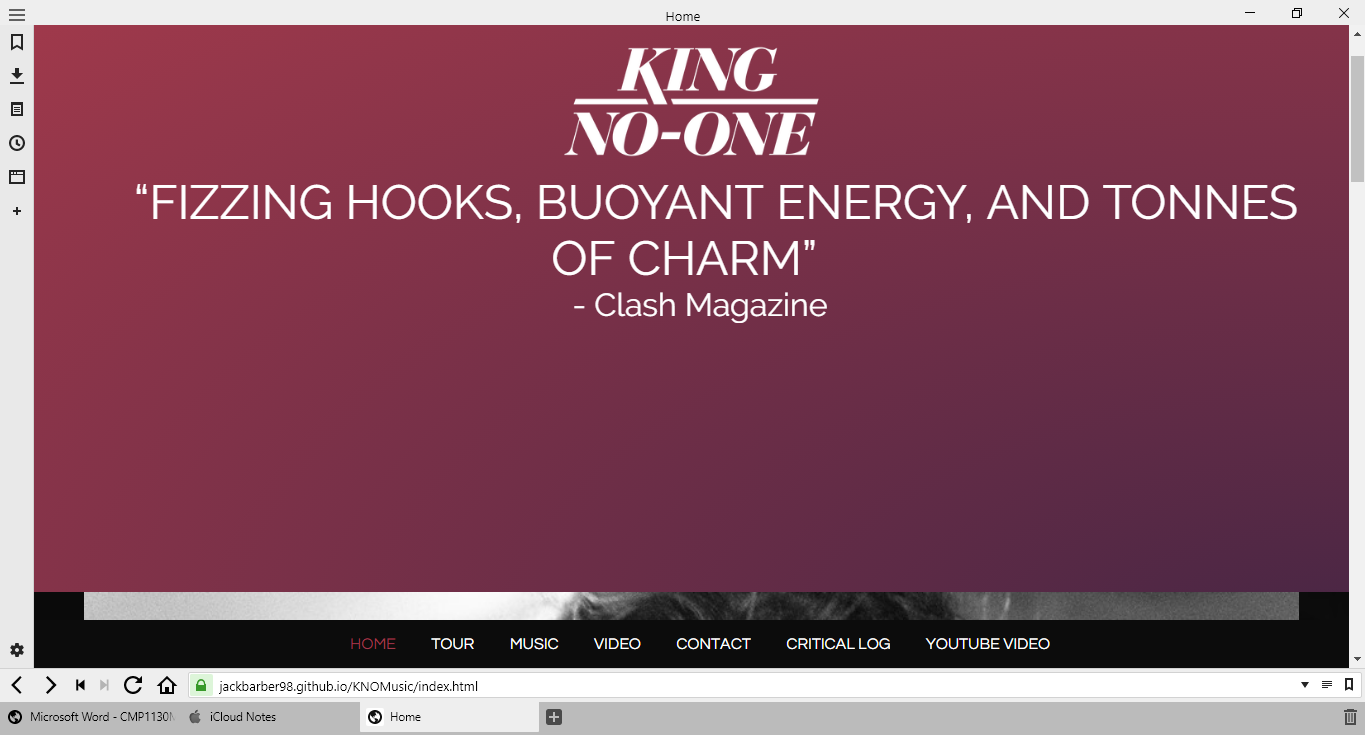 Home
KING
NO-ONE
“FIZZING HOOKS, BUOYANT ENERGY, AND TONNES
OF CHARM”
- Clash Magazine
HOME TOUR MUSIC VIDEO CONTACT CRITICAL LOG YOUTUBE VIDEO
jackbarber98.github.io/KNOMusic/index.html
Microsoft Word - CMP1130 iCloud Notes Home